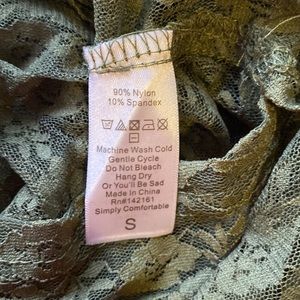 90% Nylon
10% Spandex
Machine Wash Cold
Gentle Cycle
Do Not Bleach
Hang Dry
Or You'll Be Sad
Made In China
Rn#142161
Simply Comfortable
S